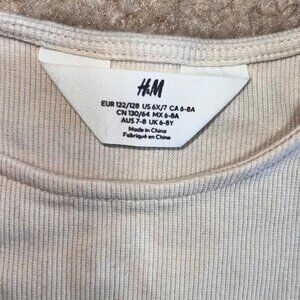 H&M
EUR 122/128 US 6X/7 CA 6-8A
CN 130/64 MX 6-8A
AUS 7-8 UK 6-8Y
Made in China
Fabriqué en Chine